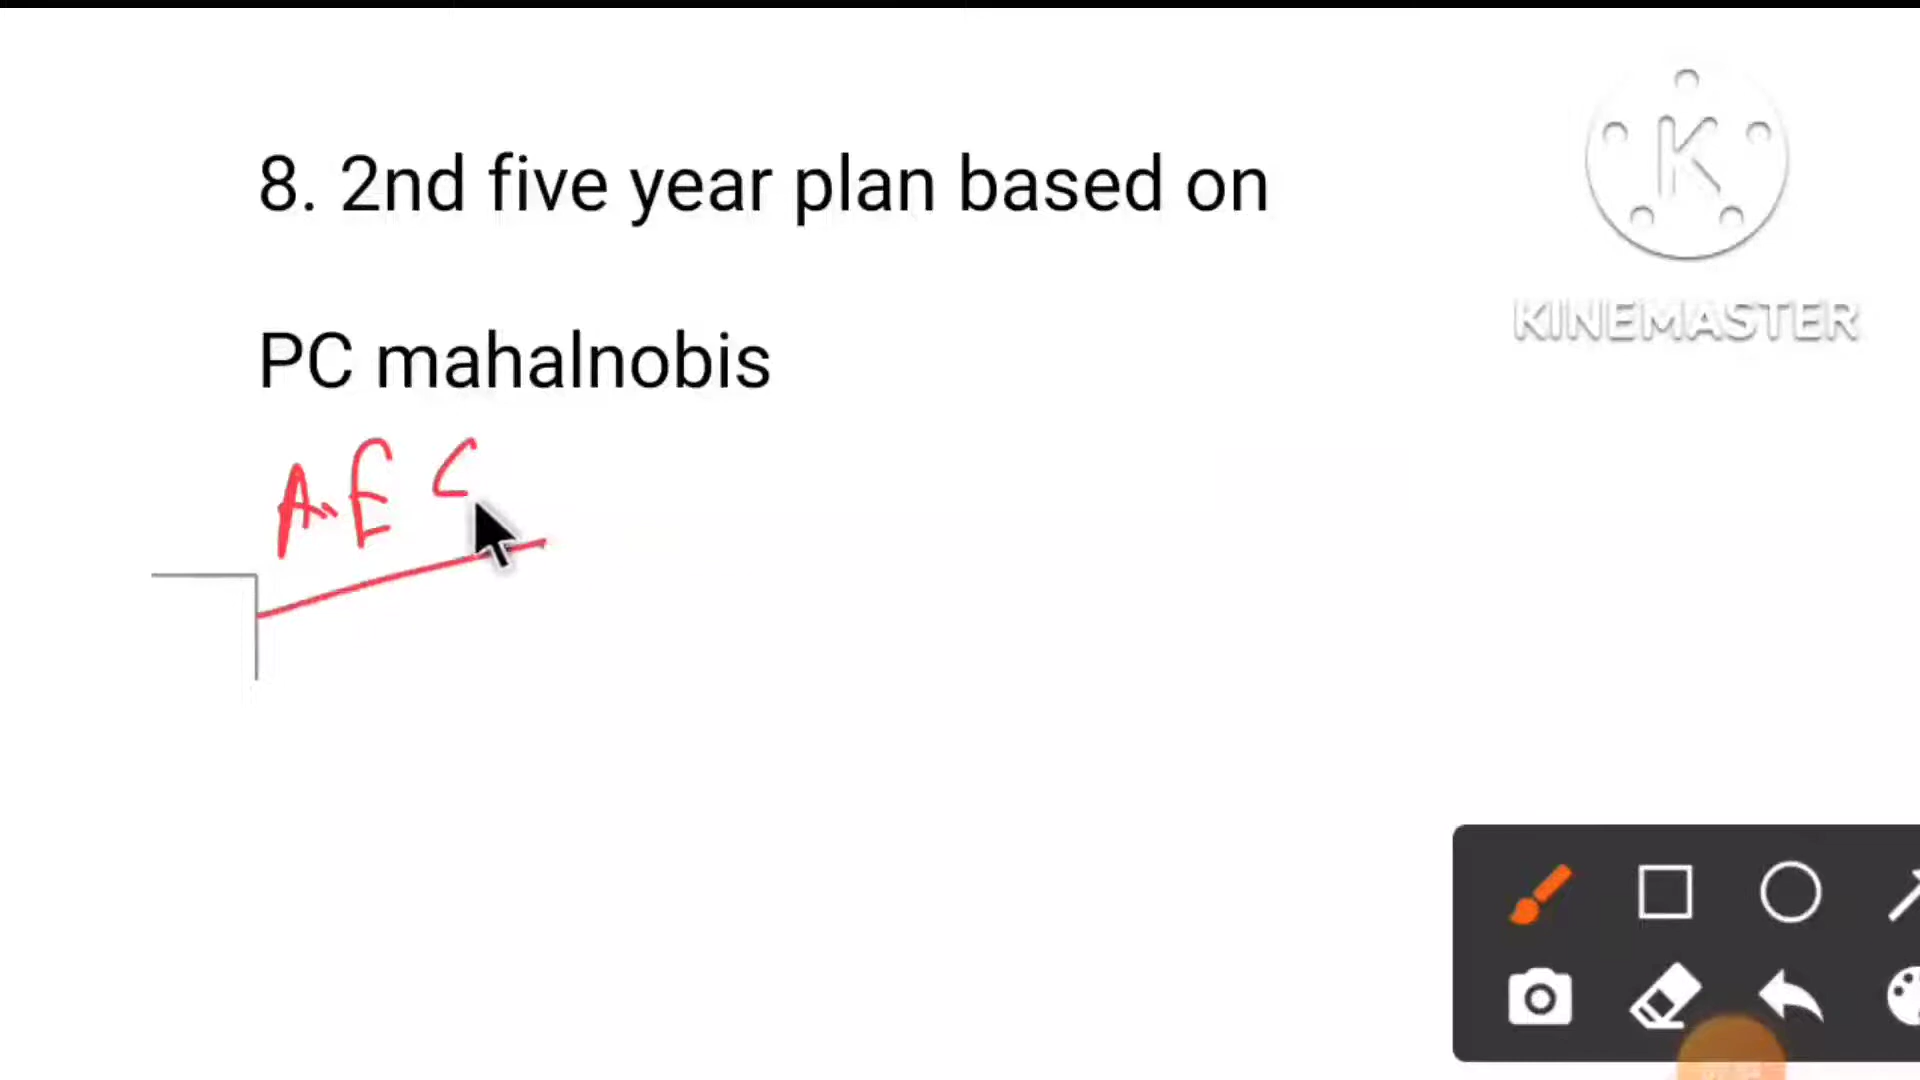 8. 2nd five year plan based on
PC mahalnobis
A. E C
K
KINEMASTER